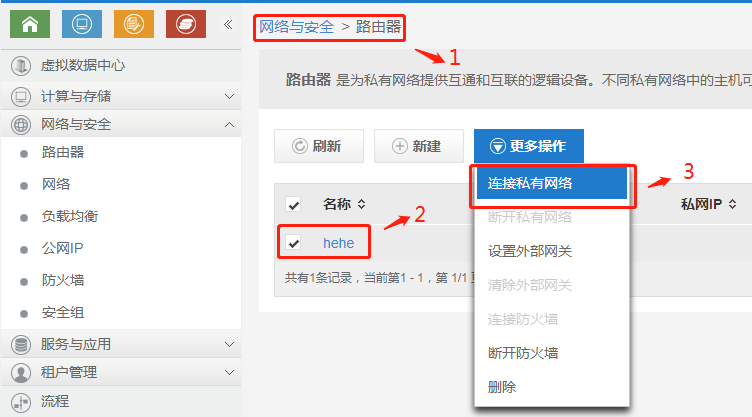 «
网络与安全 > 路由器
1
虚拟数据中心
计算与存储
网络与安全
路由器
网络
负载均衡
公网IP
防火墙
安全组
服务与应用
租户管理
流程
路由器 是为私有网络提供互通和互联的逻辑设备。不同私有网络中的主机可
刷新
新建
更多操作
连接私有网络
3
断开私有网络
设置外部网关
清除外部网关
连接防火墙
断开防火墙
删除
名称
私网IP
2
hehe
共有1条记录，当前第1 - 1，第 1/1